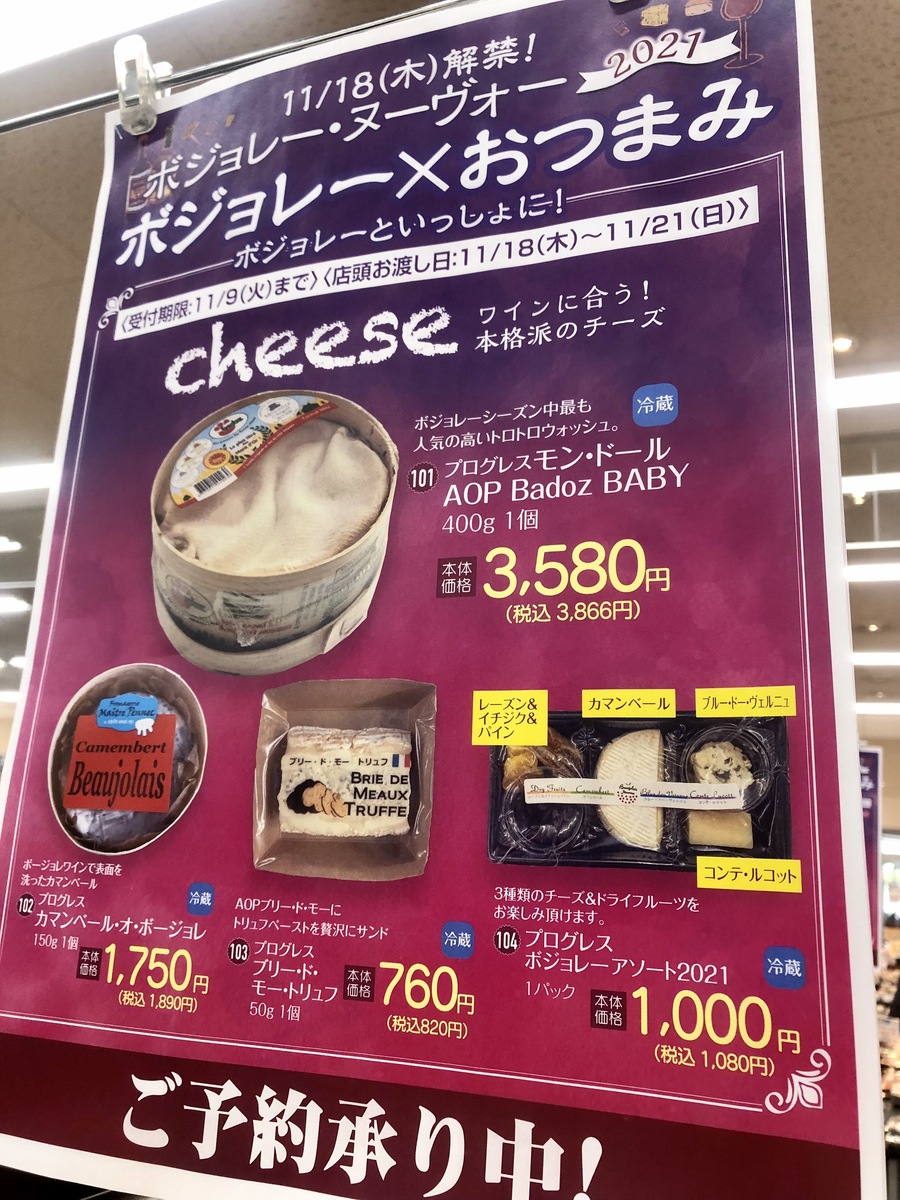 11/18(木)解禁!
ボジョレー・ヌーヴォー 2021
ボジョレー×おつまみ
ボジョレーといっしょに!
〈受付期限:11/9(火)まで〉〈店頭お渡し日:11/18(木)〜11/21(日)〉
cheese
ワインに合う!
本格派のチーズ
ボジョレーシーズン中最も
人気の高いトロトロウォッシュ。
冷蔵
101 プログレスモン・ドール
AOP Badoz BABY
400g 1個
本体価格 3,580円
(税込 3,866円)
Fromagerie
Maître Pennec
Camembert
Beaujolais
ボージョレワインで表面を
洗ったカマンベール
冷蔵
102 プログレス
カマンベール・オ・ボージョレ
150g 1個
本体価格 1,750円
(税込 1,890円)
ブリー・ド・モー トリュフ
BRIE DE
MEAUX
TRUFFE
AOPブリー・ド・モーに
トリュフペーストを贅沢にサンド
冷蔵
103 プログレス
ブリー・ド・
モー・トリュフ
50g 1個
本体価格 760円
(税込820円)
レーズン&
イチジク&
パイン
カマンベール
ブルー・ドー・ヴェルニュ
Dry Fruits
Camembert
コンテ・ルコット
3種類のチーズ&ドライフルーツを
お楽しみ頂けます。
冷蔵
104 プログレス
ボジョレーアソート2021
1パック
本体価格 1,000円
(税込 1,080円)
ご予約承り中!